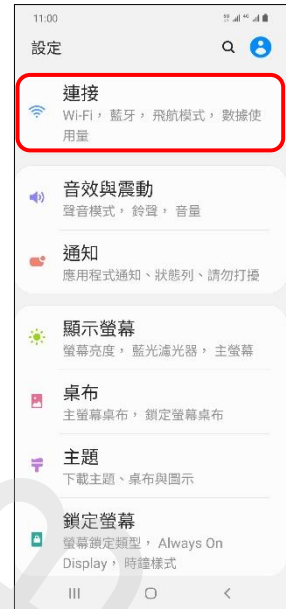 11:00
設定
連接
Wi-Fi， 藍牙， 飛航模式， 數據使
用量
音效與震動
聲音模式， 鈴聲， 音量
通知
應用程式通知、狀態列、請勿打擾
顯示螢幕
螢幕亮度， 藍光濾光器， 主螢幕
桌布
主螢幕桌布， 鎖定螢幕桌布
主題
下載主題、桌布與圖示
鎖定螢幕
螢幕鎖定類型， Always On
Display， 時鐘樣式